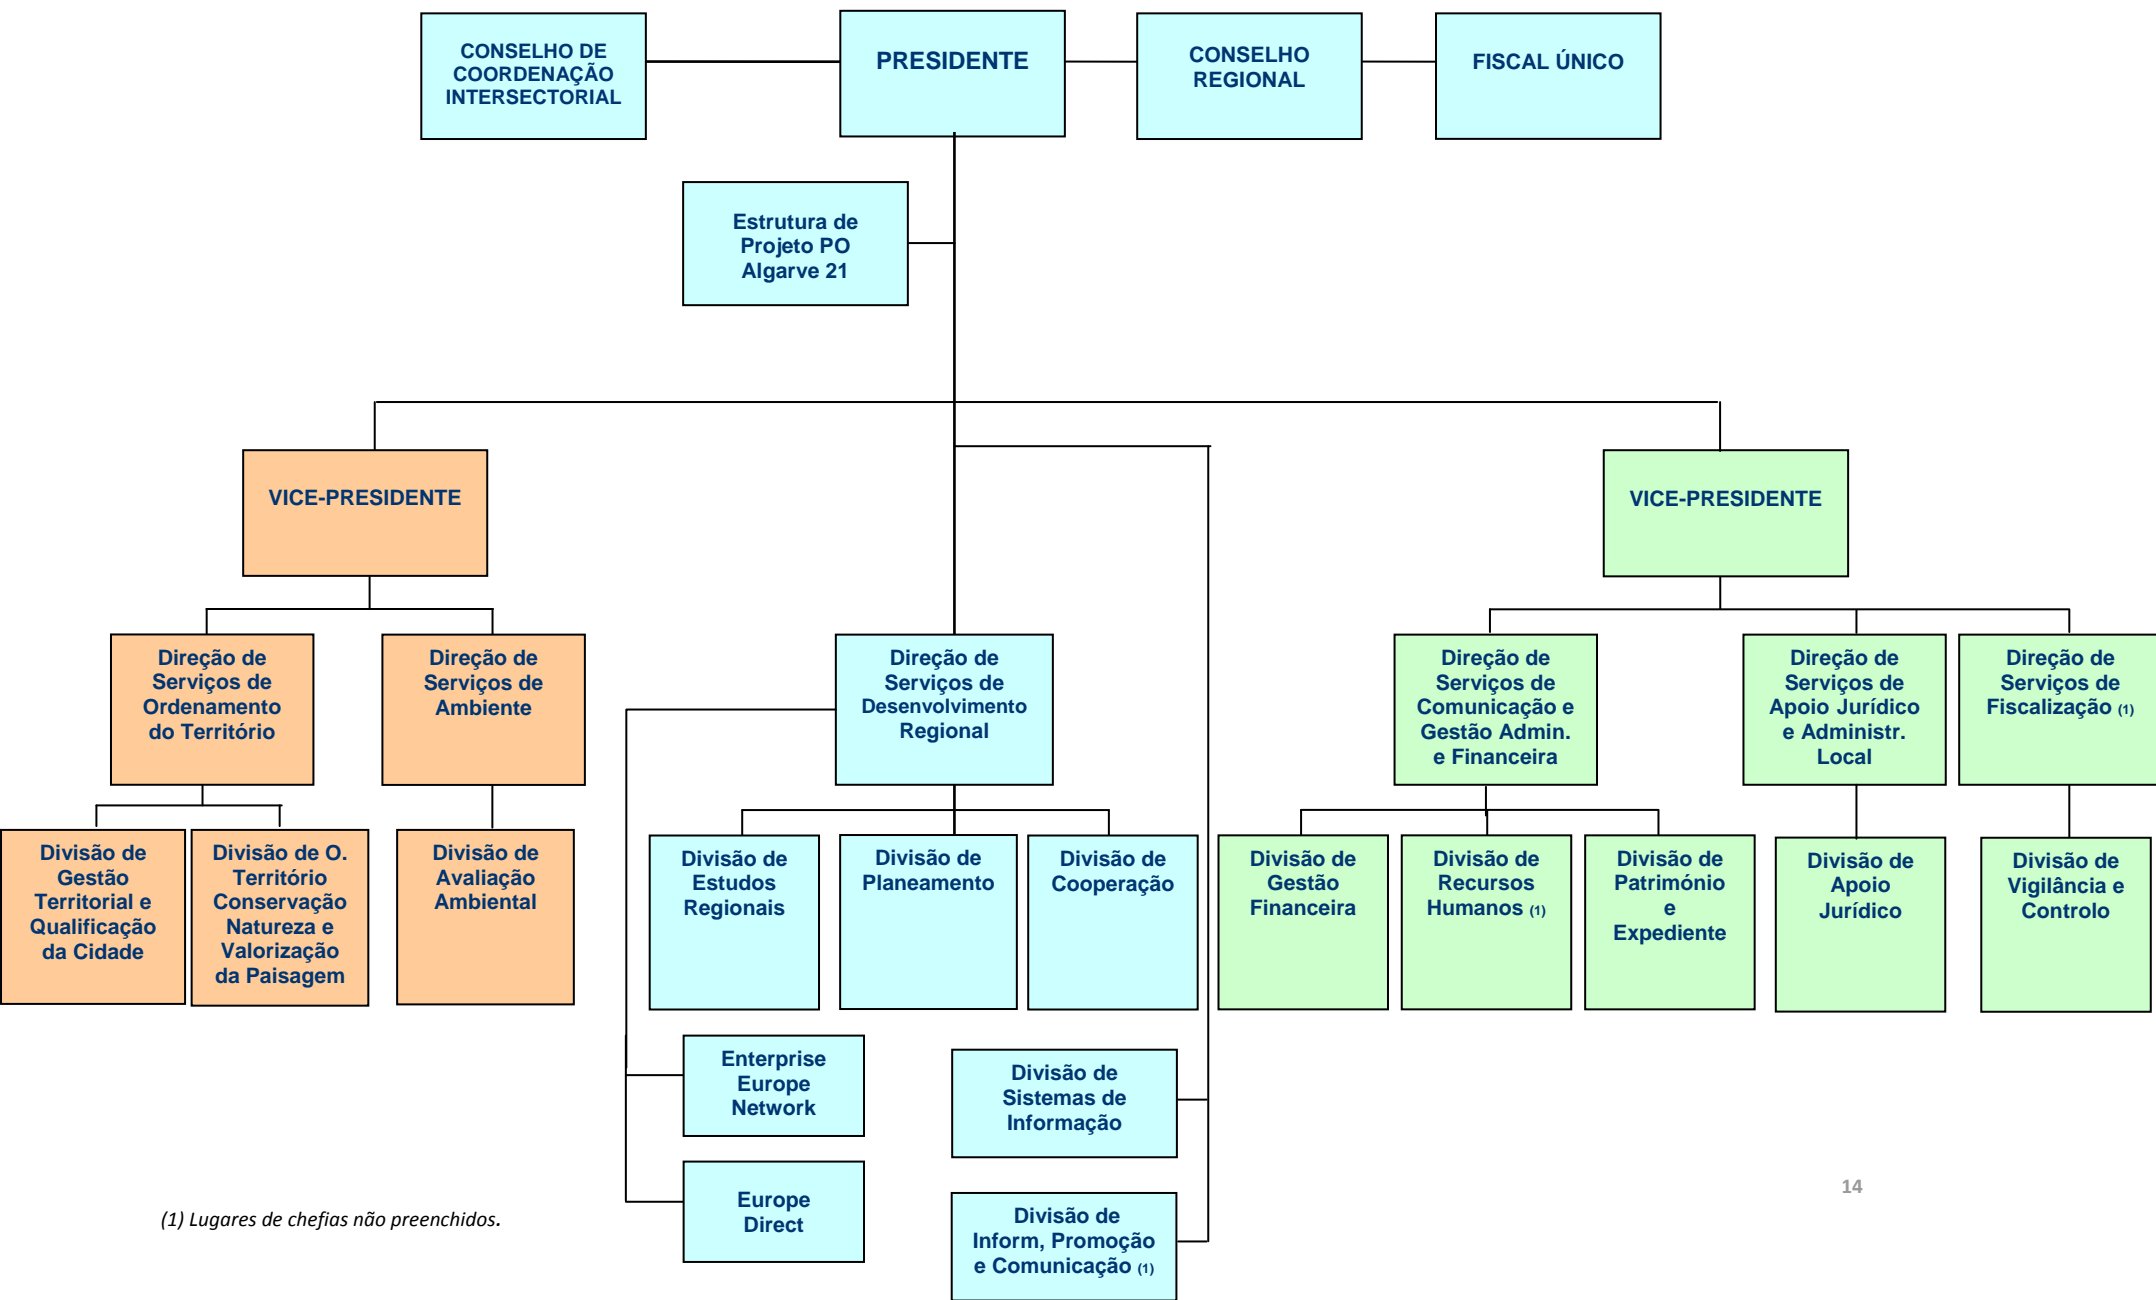 CONSELHO DE
COORDENAÇÃO
INTERSECTORIAL
PRESIDENTE
CONSELHO
REGIONAL
FISCAL ÚNICO
Estrutura de
Projeto PO
Algarve 21
VICE-PRESIDENTE
VICE-PRESIDENTE
Direção de
Serviços de
Ordenamento
do Território
Direção de
Serviços de
Ambiente
Direção de
Serviços de
Desenvolvimento
Regional
Direção de
Serviços de
Comunicação e
Gestão Admin.
e Financeira
Direção de
Serviços de
Apoio Jurídico
e Administr.
Local
Direção de
Serviços de
Fiscalização (1)
Divisão de
Gestão
Territorial e
Qualificação
da Cidade
Divisão de O.
Território
Conservação
Natureza e
Valorização
da Paisagem
Divisão de
Avaliação
Ambiental
Divisão de
Estudos
Regionais
Divisão de
Planeamento
Divisão de
Cooperação
Divisão de
Gestão
Financeira
Divisão de
Recursos
Humanos (1)
Divisão de
Património
e
Expediente
Divisão de
Apoio
Jurídico
Divisão de
Vigilância e
Controlo
Enterprise
Europe
Network
Divisão de
Sistemas de
Informação
Europe
Direct
Divisão de
Inform, Promoção
e Comunicação (1)
(1) Lugares de chefias não preenchidos.
14